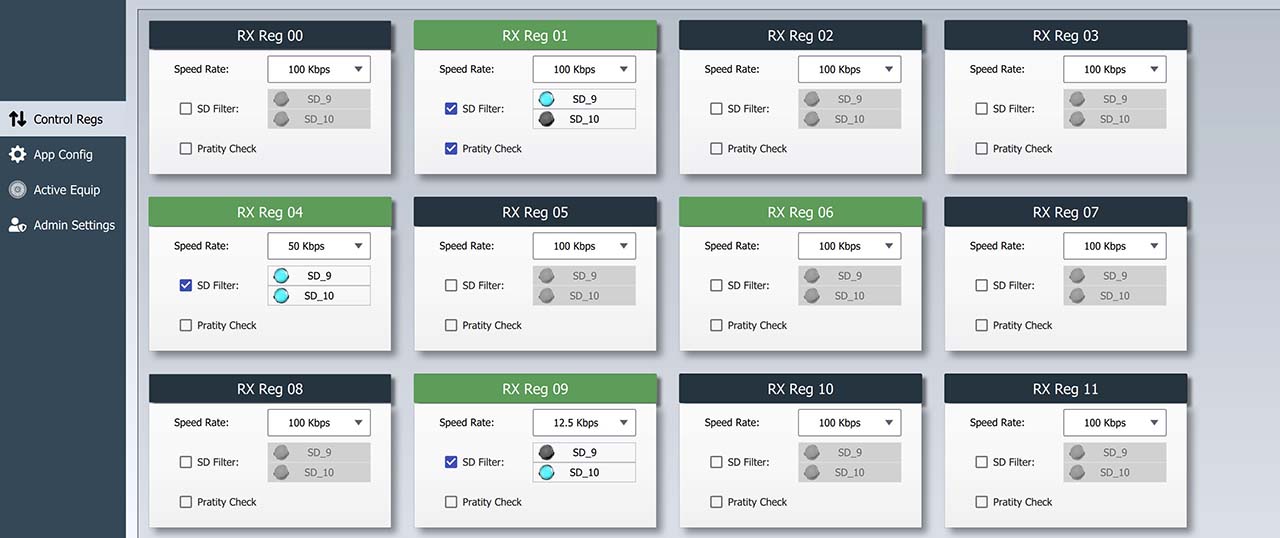 Control Regs
App Config
Active Equip
Admin Settings
RX Reg 00
Speed Rate: 100 Kbps
SD Filter: SD_9
SD_10
Pratity Check
RX Reg 01
Speed Rate: 100 Kbps
SD Filter: SD_9
SD_10
Pratity Check
RX Reg 02
Speed Rate: 100 Kbps
SD Filter: SD_9
SD_10
Pratity Check
RX Reg 03
Speed Rate: 100 Kbps
SD Filter: SD_9
SD_10
Pratity Check
RX Reg 04
Speed Rate: 50 Kbps
SD Filter: SD_9
SD_10
Pratity Check
RX Reg 05
Speed Rate: 100 Kbps
SD Filter: SD_9
SD_10
Pratity Check
RX Reg 06
Speed Rate: 100 Kbps
SD Filter: SD_9
SD_10
Pratity Check
RX Reg 07
Speed Rate: 100 Kbps
SD Filter: SD_9
SD_10
Pratity Check
RX Reg 08
Speed Rate: 100 Kbps
SD Filter: SD_9
SD_10
Pratity Check
RX Reg 09
Speed Rate: 12.5 Kbps
SD Filter: SD_9
SD_10
Pratity Check
RX Reg 10
Speed Rate: 100 Kbps
SD Filter: SD_9
SD_10
Pratity Check
RX Reg 11
Speed Rate: 100 Kbps
SD Filter: SD_9
SD_10
Pratity Check